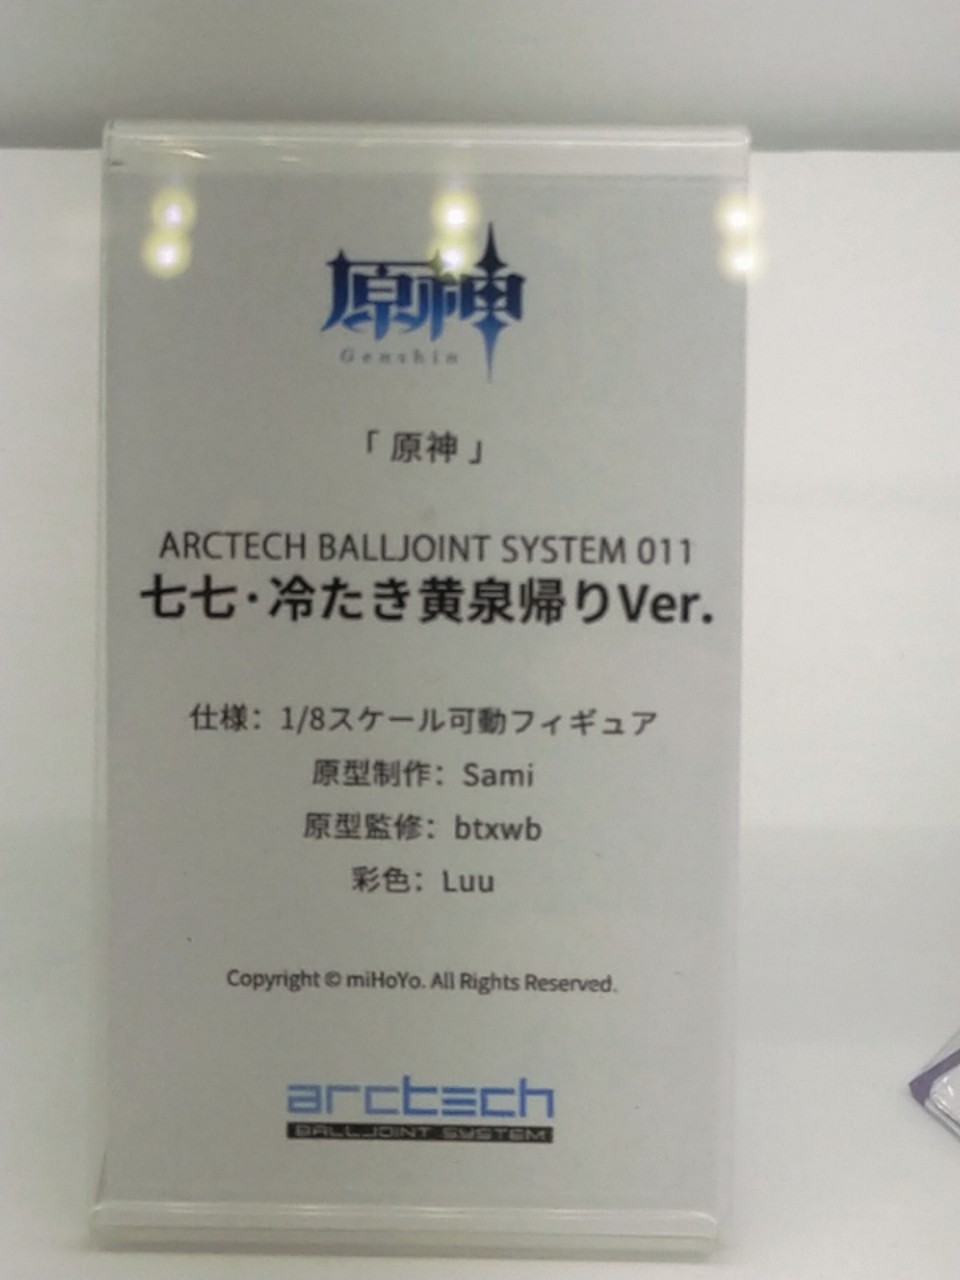 原神
Genshin
「原神」
ARCTECH BALLJOINT SYSTEM 011
七七·冷たき黄泉帰りVer.
仕様：1/8スケール可動フィギュア
原型制作：Sami
原型監修：btxwb
彩色：Luu
Copyright © miHoYo. All Rights Reserved.
arctech
BALLJOINT SYSTEM